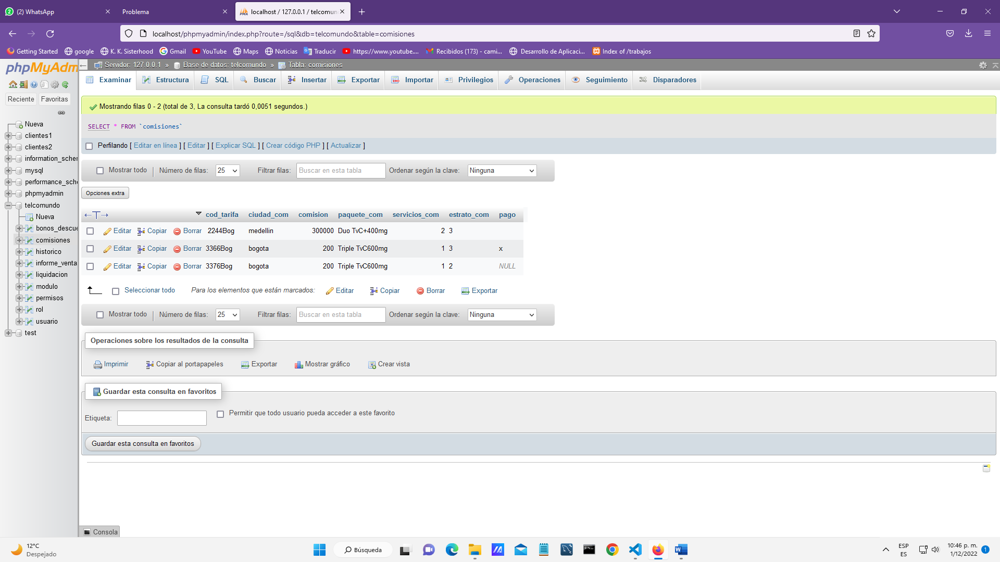 (2) WhatsApp
Problema
localhost / 127.0.0.1 / telcomun
localhost/phpmyadmin/index.php?route=/sql&db=telcomundo&table=comisiones
Getting Started google K. K. Sisterhood Gmail YouTube Maps Noticias Traducir https://www.youtube.... Recibidos (173) - cami... Desarrollo de Aplicaci... Index of /trabajos
phpMyAdm
Servidor: 127.0.0.1 » Base de datos: telcomundo » Tabla: comisiones
Examinar Estructura SQL Buscar Insertar Exportar Importar Privilegios Operaciones Seguimiento Disparadores
Reciente Favoritas
Nueva
clientes1
clientes2
information_scher
mysql
performance_sche
phpmyadmin
telcomundo
Nueva
bonos_descue
comisiones
historico
informe_venta
liquidacion
modulo
permisos
rol
usuario
test
Mostrando filas 0 - 2 (total de 3, La consulta tardó 0,0051 segundos.)
SELECT * FROM `comisiones`
Perfilando [ Editar en línea ] [ Editar ] [ Explicar SQL ] [ Crear código PHP ] [ Actualizar ]
Mostrar todo | Número de filas: 25 Filtrar filas: Buscar en esta tabla Ordenar según la clave: Ninguna
Opciones extra
←T→ cod_tarifa ciudad_com comision paquete_com servicios_com estrato_com pago
Editar Copiar Borrar 2244Bog medellin 300000 Duo TvC+400mg 2 3
Editar Copiar Borrar 3366Bog bogota 200 Triple TvC600mg 1 3 x
Editar Copiar Borrar 3376Bog bogota 200 Triple TvC600mg 1 2 NULL
Seleccionar todo Para los elementos que están marcados: Editar Copiar Borrar Exportar
Mostrar todo | Número de filas: 25 Filtrar filas: Buscar en esta tabla Ordenar según la clave: Ninguna
Operaciones sobre los resultados de la consulta
Imprimir Copiar al portapapeles Exportar Mostrar gráfico Crear vista
Guardar esta consulta en favoritos
Etiqueta: Permitir que todo usuario pueda acceder a este favorito
Guardar esta consulta en favoritos
Consola
12°C
Despejado
Búsqueda
ESP
ES
10:46 p. m.
1/12/2022
1